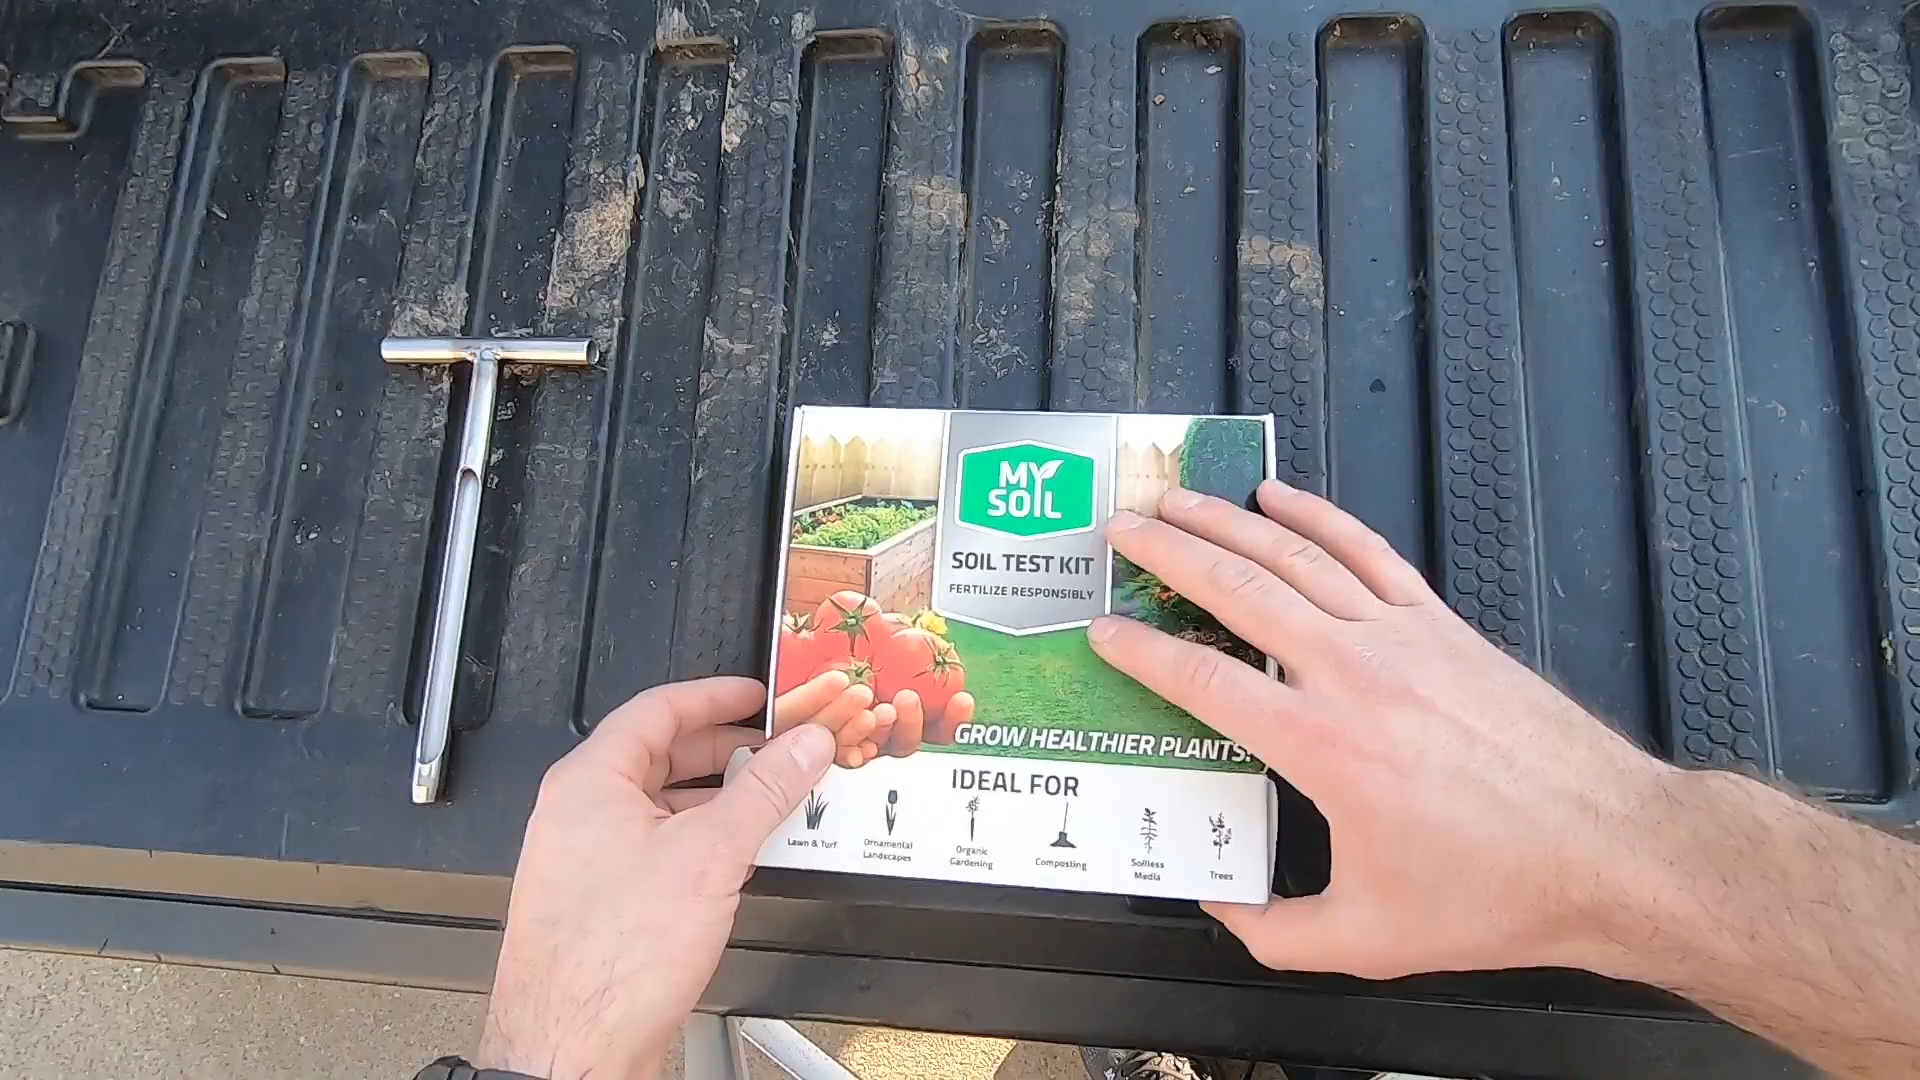 MY
SOIL
SOIL TEST KIT
FERTILIZE RESPONSIBLY
GROW HEALTHIER PLANTS!
IDEAL FOR
Lawn & Turf
Ornamental
Landscapes
Organic
Gardening
Composting
Soilless
Media
Trees